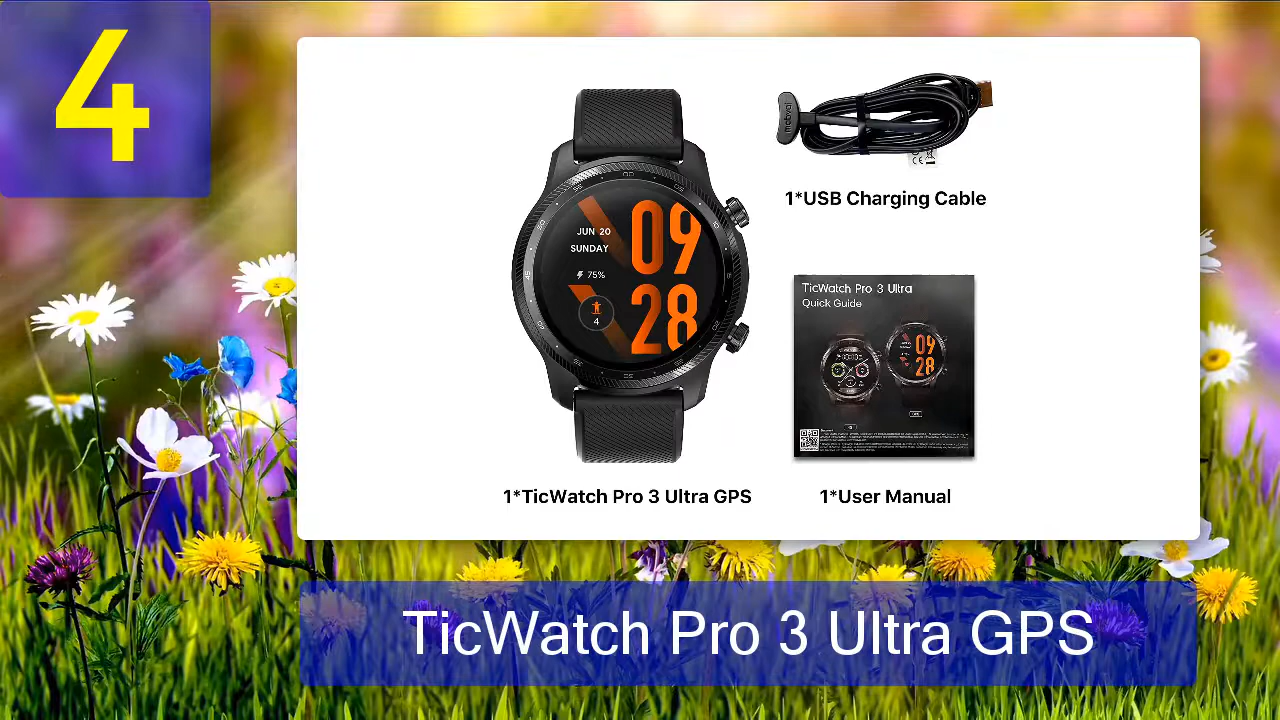 4
mobvoi
1*USB Charging Cable
JUN 20
SUNDAY
75%
4
09
28
TicWatch Pro 3 Ultra
Quick Guide
09
28
1*TicWatch Pro 3 Ultra GPS
1*User Manual
TicWatch Pro 3 Ultra GPS